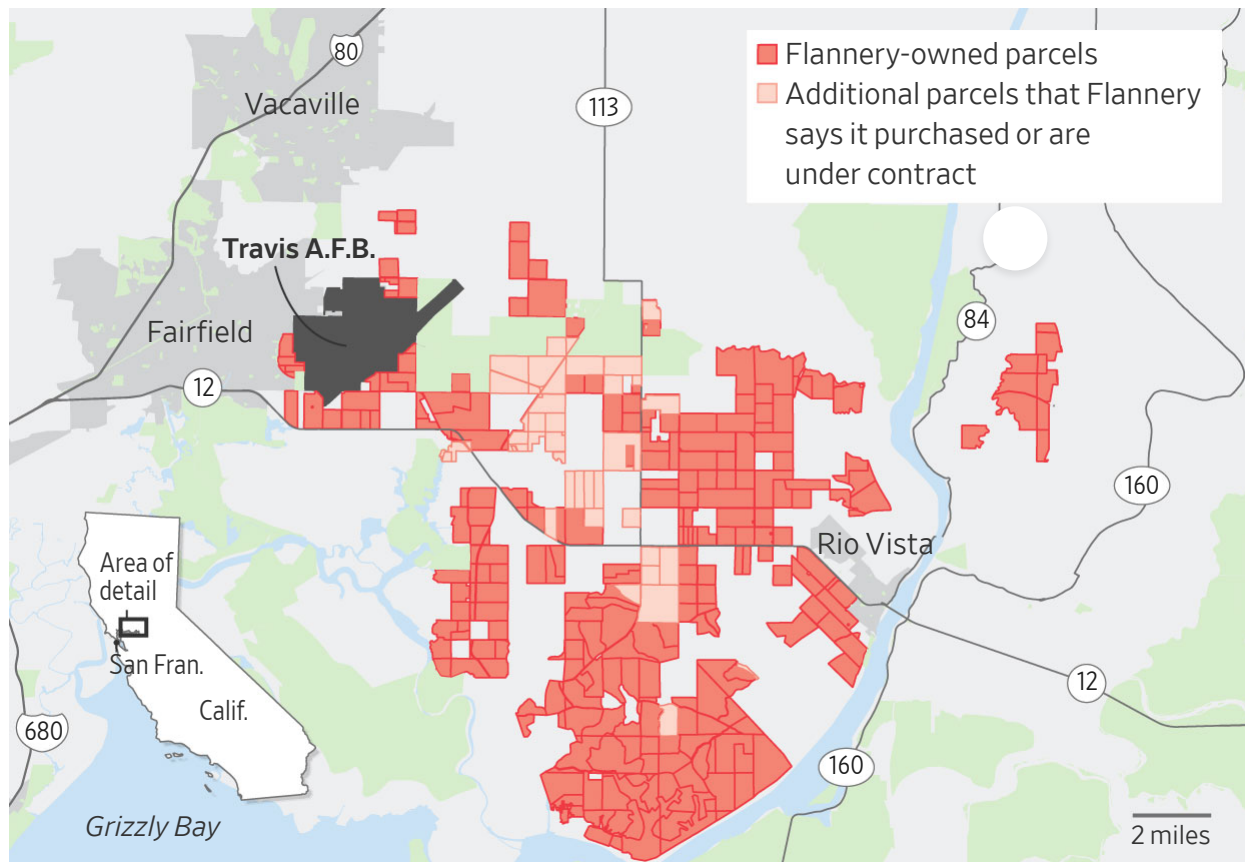 Flannery-owned parcels
Additional parcels that Flannery
says it purchased or are
under contract
80
Vacaville
113
Travis A.F.B.
Fairfield
84
12
160
Rio Vista
Area of
detail
San Fran.
Calif.
12
680
160
Grizzly Bay
2 miles